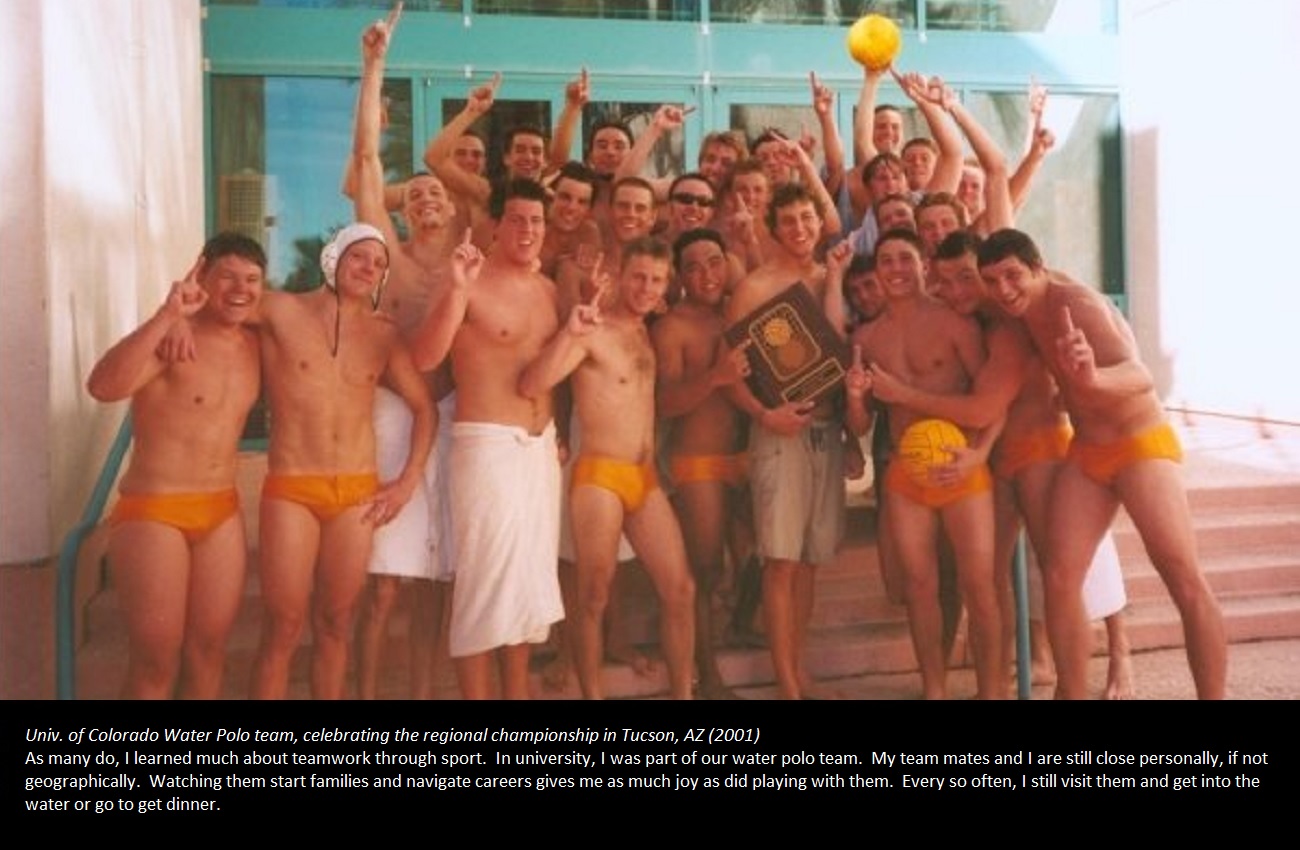 Univ. of Colorado Water Polo team, celebrating the regional championship in Tucson, AZ (2001)
As many do, I learned much about teamwork through sport.  In university, I was part of our water polo team.  My team mates and I are still close personally, if not
geographically.  Watching them start families and navigate careers gives me as much joy as did playing with them.  Every so often, I still visit them and get into the
water or go to get dinner.